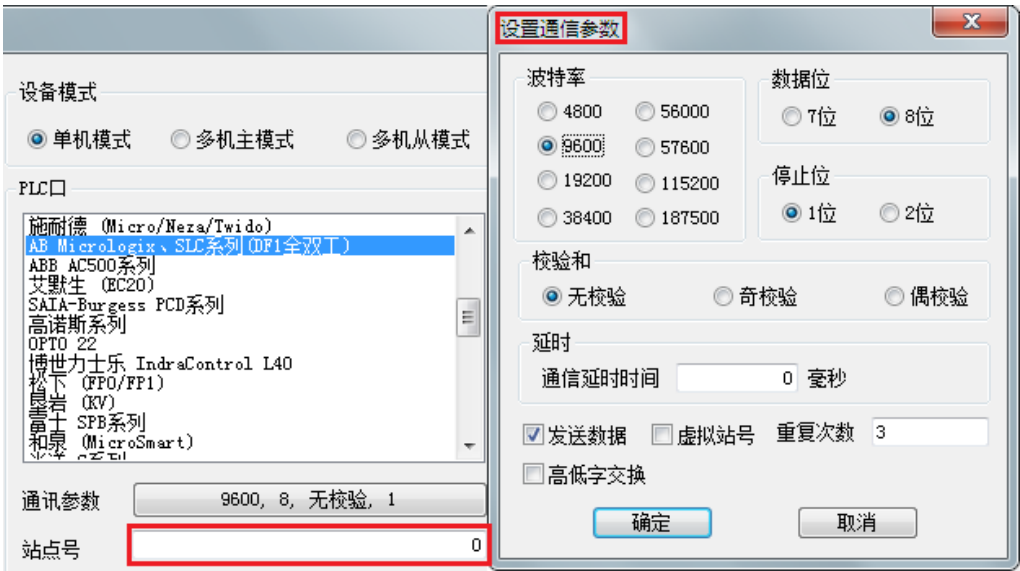 设备模式
单机模式 多机主模式 多机从模式
PLC口
施耐德 (Micro/Neza/Twido)
AB Micrologix、SLC系列(DF1全双工)
ABB AC500系列
艾默生 (EC20)
SAIA-Burgess PCD系列
高诺斯系列
OPTO 22
博世力士乐 IndraControl L40
松下 (FP0/FP1)
(KV)
富士 SPB系列
和泉 (MicroSmart)
通讯参数 9600, 8, 无校验, 1
站点号 0
设置通信参数
波特率
4800 56000
9600 57600
19200 115200
38400 187500
数据位
7位 8位
停止位
1位 2位
校验和
无校验 奇校验 偶校验
延时
通信延时时间 0 毫秒
发送数据 虚拟站号 重复次数 3
高低字交换
确定 取消